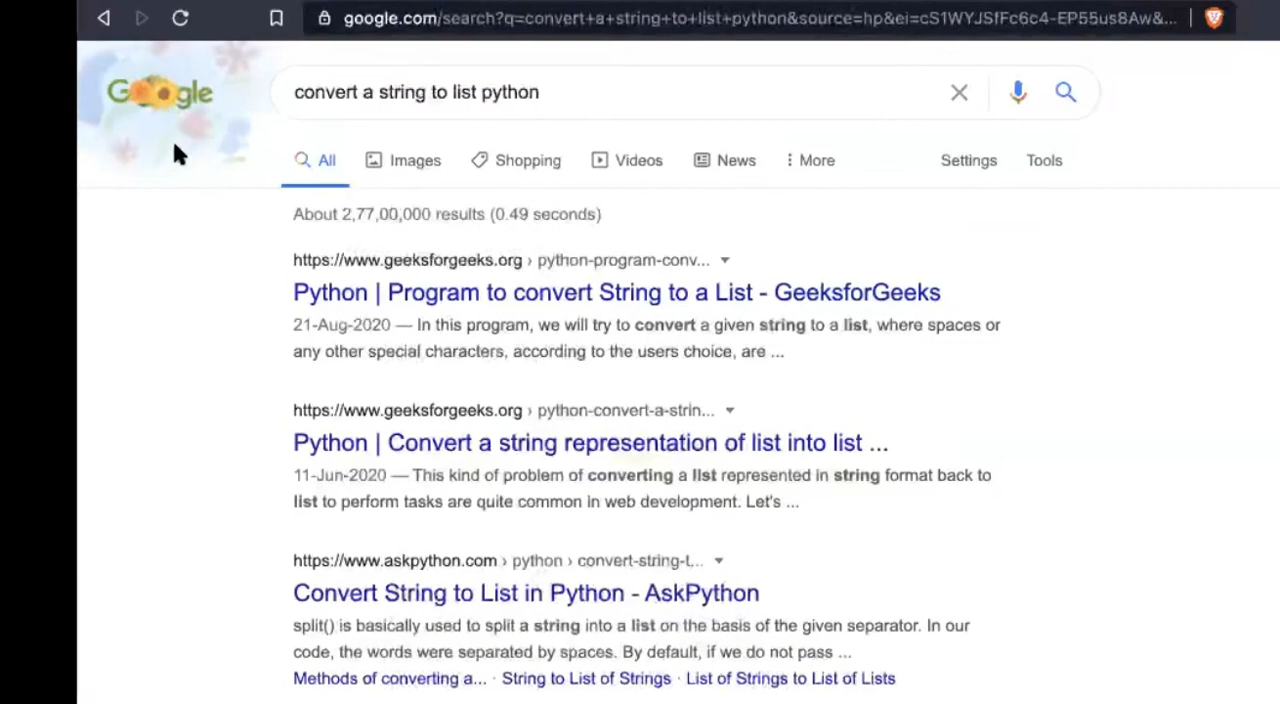 google.com/search?q=convert+a+string+to+list+python&source=hp&ei=cS1WYJSfFc6c4-EP55us8Aw&...
Google
convert a string to list python
All Images Shopping Videos News More Settings Tools
About 2,77,00,000 results (0.49 seconds)
https://www.geeksforgeeks.org › python-program-conv...
Python | Program to convert String to a List - GeeksforGeeks
21-Aug-2020 — In this program, we will try to convert a given string to a list, where spaces or
any other special characters, according to the users choice, are ...
https://www.geeksforgeeks.org › python-convert-a-strin...
Python | Convert a string representation of list into list ...
11-Jun-2020 — This kind of problem of converting a list represented in string format back to
list to perform tasks are quite common in web development. Let's ...
https://www.askpython.com › python › convert-string-t...
Convert String to List in Python - AskPython
split() is basically used to split a string into a list on the basis of the given separator. In our
code, the words were separated by spaces. By default, if we do not pass ...
Methods of converting a... · String to List of Strings · List of Strings to List of Lists